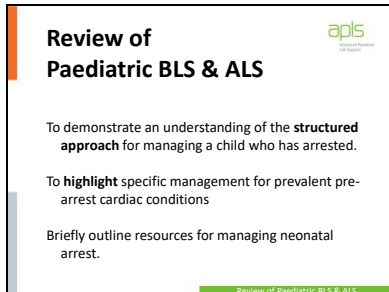 Review of
Paediatric BLS & ALS
apls
Advanced Paediatric
Life Support
To demonstrate an understanding of the structured
approach for managing a child who has arrested.
To highlight specific management for prevalent pre-
arrest cardiac conditions
Briefly outline resources for managing neonatal
arrest.
Review of Paediatric BLS & ALS